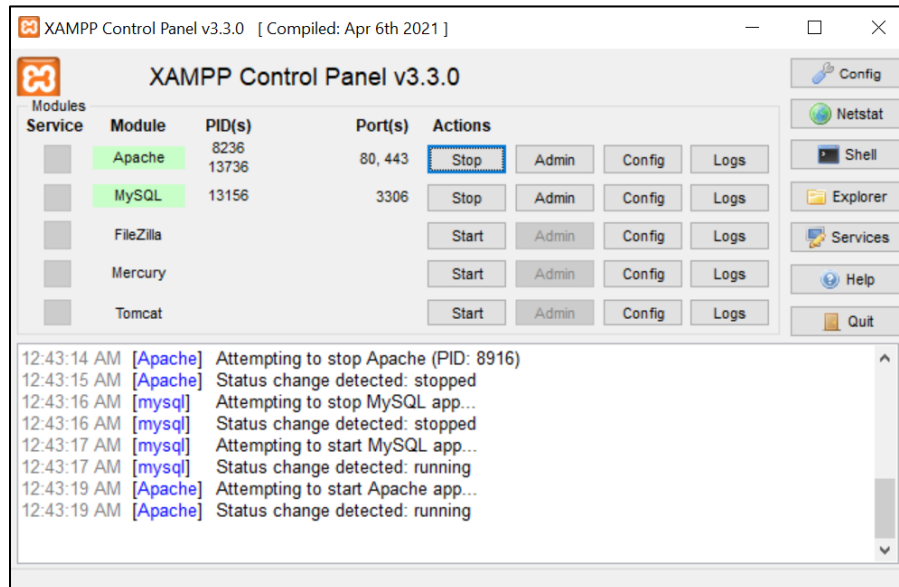 XAMPP Control Panel v3.3.0 [ Compiled: Apr 6th 2021 ]
XAMPP Control Panel v3.3.0
Config
Netstat
Shell
Explorer
Services
Help
Quit
Modules
Service Module PID(s) Port(s) Actions
Apache 8236 13736 80, 443 Stop Admin Config Logs
MySQL 13156 3306 Stop Admin Config Logs
FileZilla Start Admin Config Logs
Mercury Start Admin Config Logs
Tomcat Start Admin Config Logs
12:43:14 AM [Apache] Attempting to stop Apache (PID: 8916)
12:43:15 AM [Apache] Status change detected: stopped
12:43:16 AM [mysql] Attempting to stop MySQL app...
12:43:16 AM [mysql] Status change detected: stopped
12:43:17 AM [mysql] Attempting to start MySQL app...
12:43:17 AM [mysql] Status change detected: running
12:43:19 AM [Apache] Attempting to start Apache app...
12:43:19 AM [Apache] Status change detected: running